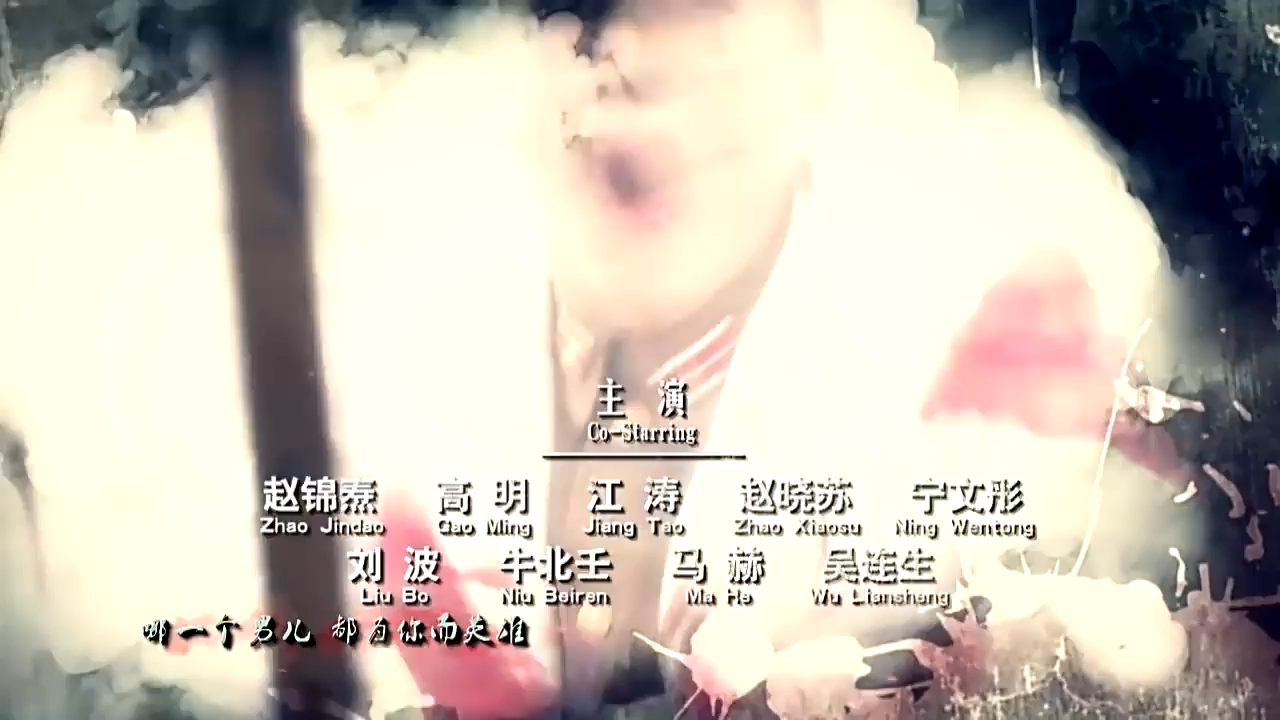 主 演
Co-Starring
赵锦焘 高 明 江 涛 赵晓苏 宁文彤
Zhao Jindao Gao Ming Jiang Tao Zhao Xiaosu Ning Wentong
刘 波 牛北壬 马 赫 吴连生
Liu Bo Niu Beiren Ma He Wu Liansheng
哪一个男儿 都为你而英雄